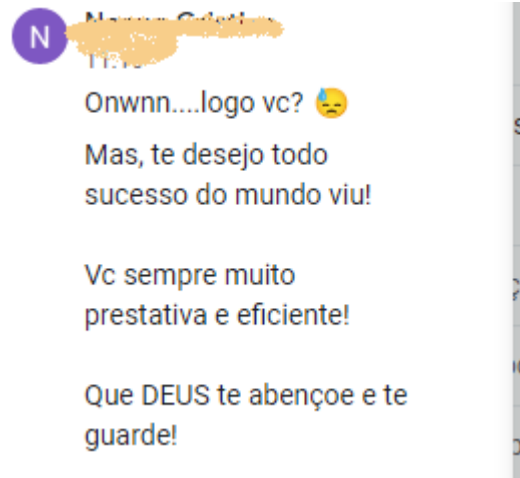 N
Onwnn....logo vc? 😓
Mas, te desejo todo
sucesso do mundo viu!
Vc sempre muito
prestativa e eficiente!
Que DEUS te abençoe e te
guarde!